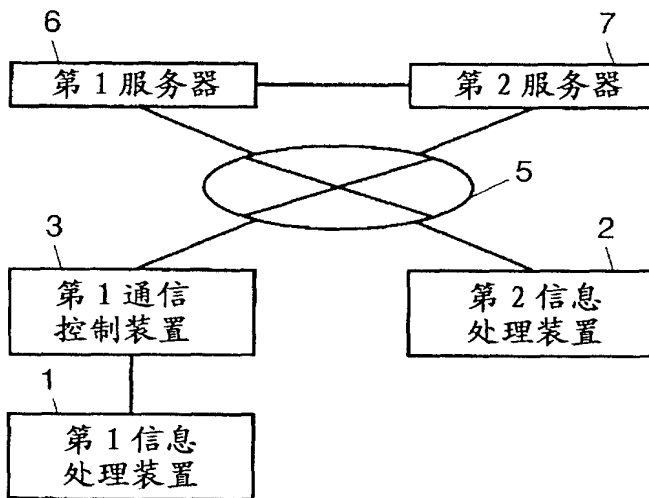 6
7
第1服务器
第2服务器
5
3
2
第1通信
控制装置
第2信息
处理装置
1
第1信息
处理装置